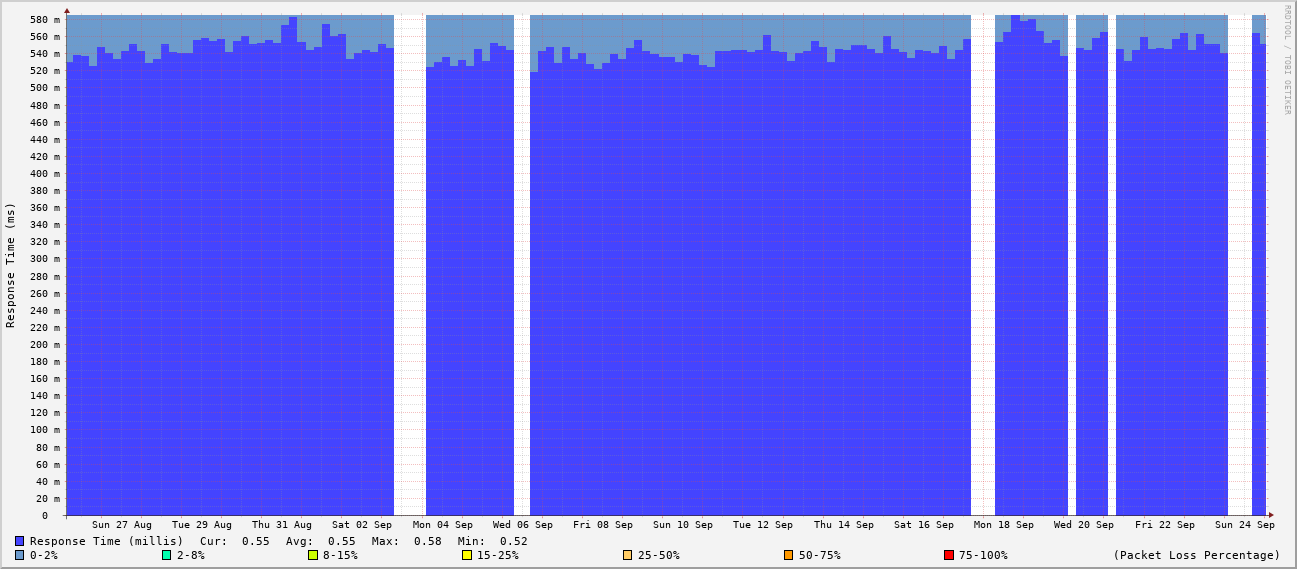 RRDTOOL / TOBI OETIKER
Response Time (ms)
580 m
560 m
540 m
520 m
500 m
480 m
460 m
440 m
420 m
400 m
380 m
360 m
340 m
320 m
300 m
280 m
260 m
240 m
220 m
200 m
180 m
160 m
140 m
120 m
100 m
80 m
60 m
40 m
20 m
0
Sun 27 Aug Tue 29 Aug Thu 31 Aug Sat 02 Sep Mon 04 Sep Wed 06 Sep Fri 08 Sep Sun 10 Sep Tue 12 Sep Thu 14 Sep Sat 16 Sep Mon 18 Sep Wed 20 Sep Fri 22 Sep Sun 24 Sep
Response Time (millis) Cur: 0.55 Avg: 0.55 Max: 0.58 Min: 0.52
0-2% 2-8% 8-15% 15-25% 25-50% 50-75% 75-100% (Packet Loss Percentage)